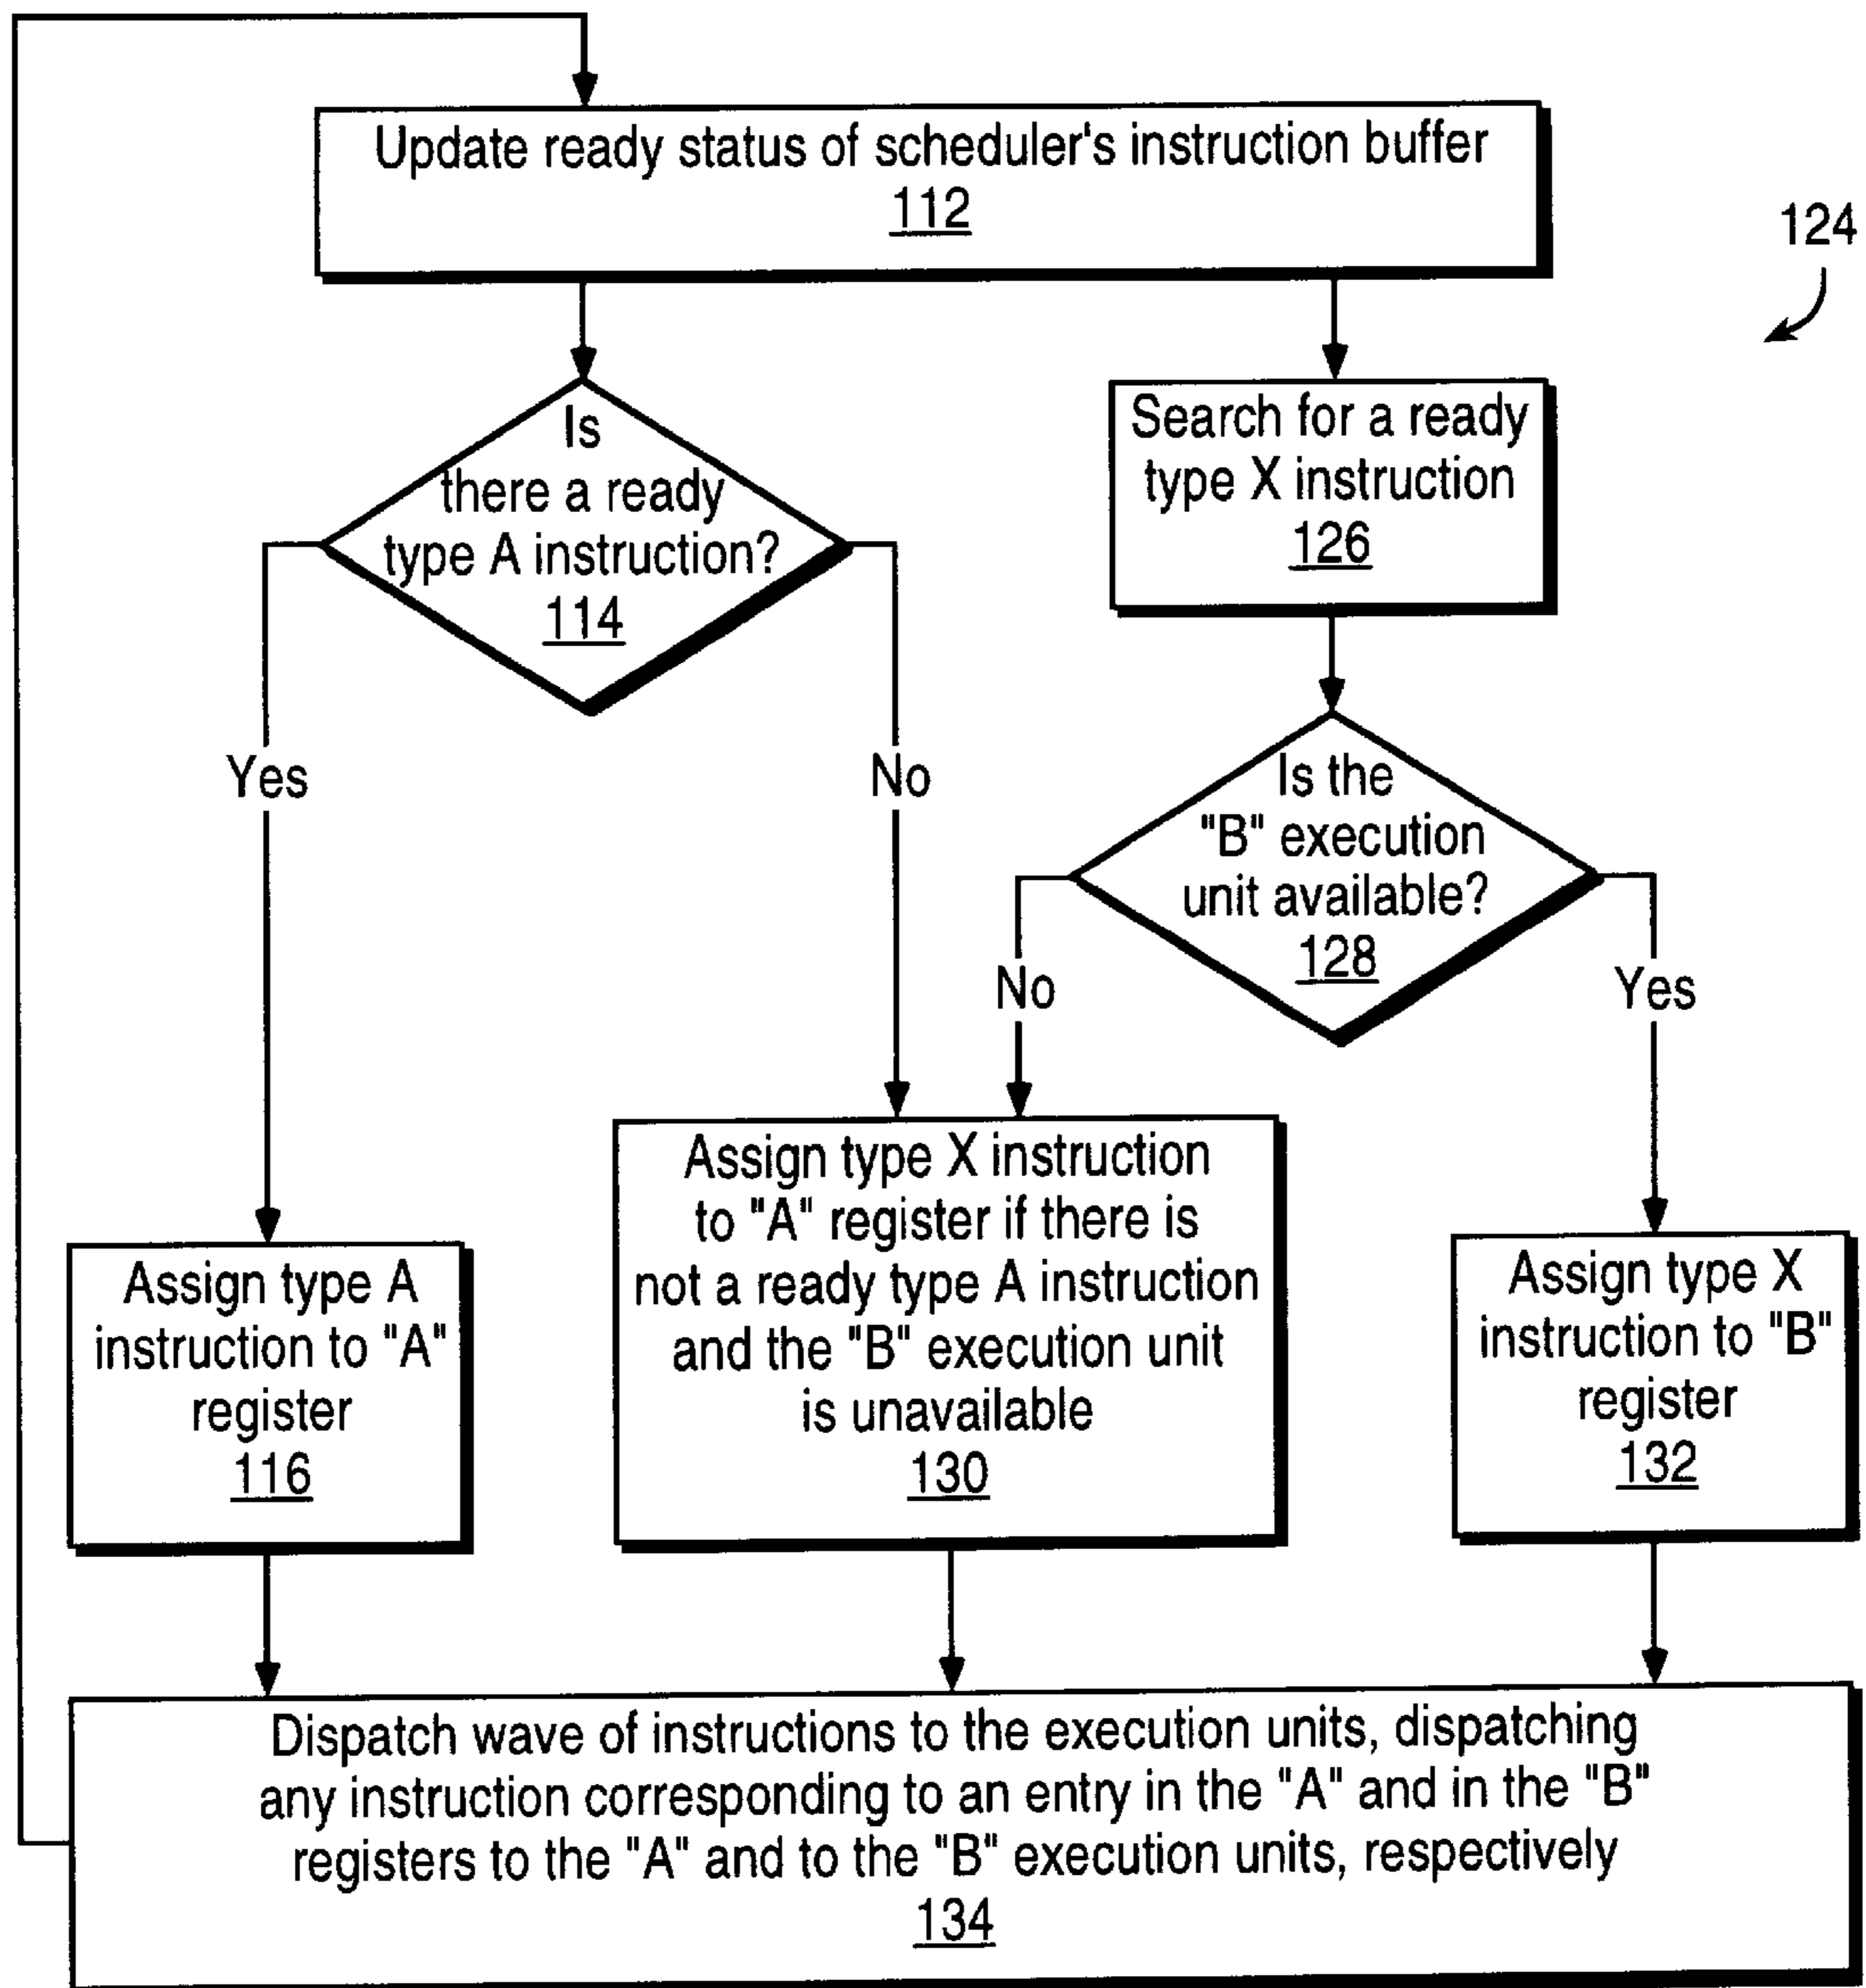 Update ready status of scheduler's instruction buffer
112
124
Is
there a ready
type A instruction?
114
Search for a ready
type X instruction
126
Yes
No
Is the
"B" execution
unit available?
128
No
Yes
Assign type A
instruction to "A"
register
116
Assign type X instruction
to "A" register if there is
not a ready type A instruction
and the "B" execution unit
is unavailable
130
Assign type X
instruction to "B"
register
132
Dispatch wave of instructions to the execution units, dispatching
any instruction corresponding to an entry in the "A" and in the "B"
registers to the "A" and to the "B" execution units, respectively
134